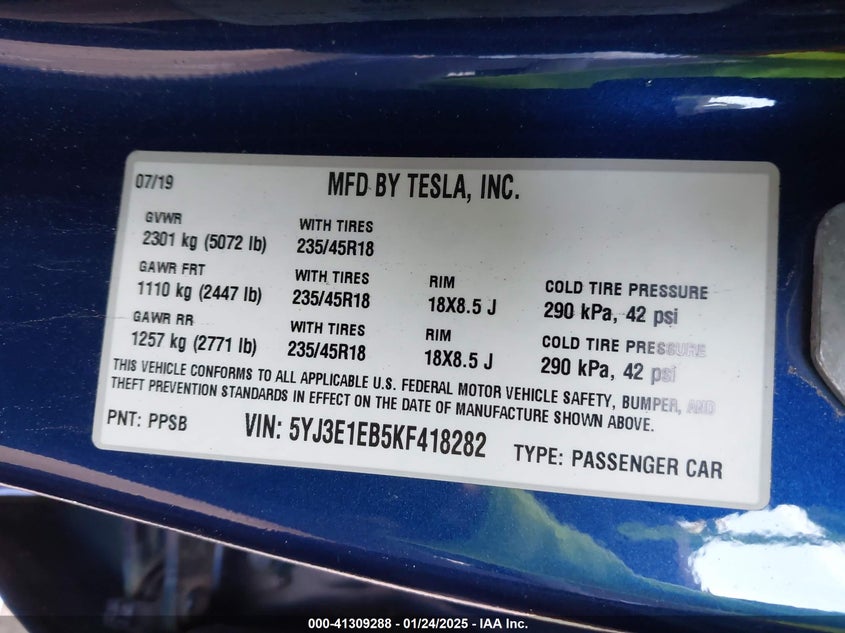 07/19
MFD BY TESLA, INC.
GVWR
2301 kg (5072 lb)
WITH TIRES
235/45R18
GAWR FRT
1110 kg (2447 lb)
WITH TIRES
235/45R18
RIM
18X8.5 J
COLD TIRE PRESSURE
290 kPa, 42 psi
GAWR RR
1257 kg (2771 lb)
WITH TIRES
235/45R18
RIM
18X8.5 J
COLD TIRE PRESSURE
290 kPa, 42 psi
THIS VEHICLE CONFORMS TO ALL APPLICABLE U.S. FEDERAL MOTOR VEHICLE SAFETY, BUMPER, AND
THEFT PREVENTION STANDARDS IN EFFECT ON THE DATE OF MANUFACTURE SHOWN ABOVE.
PNT: PPSB
VIN: 5YJ3E1EB5KF418282
TYPE: PASSENGER CAR
000-41309288 - 01/24/2025 - IAA Inc.